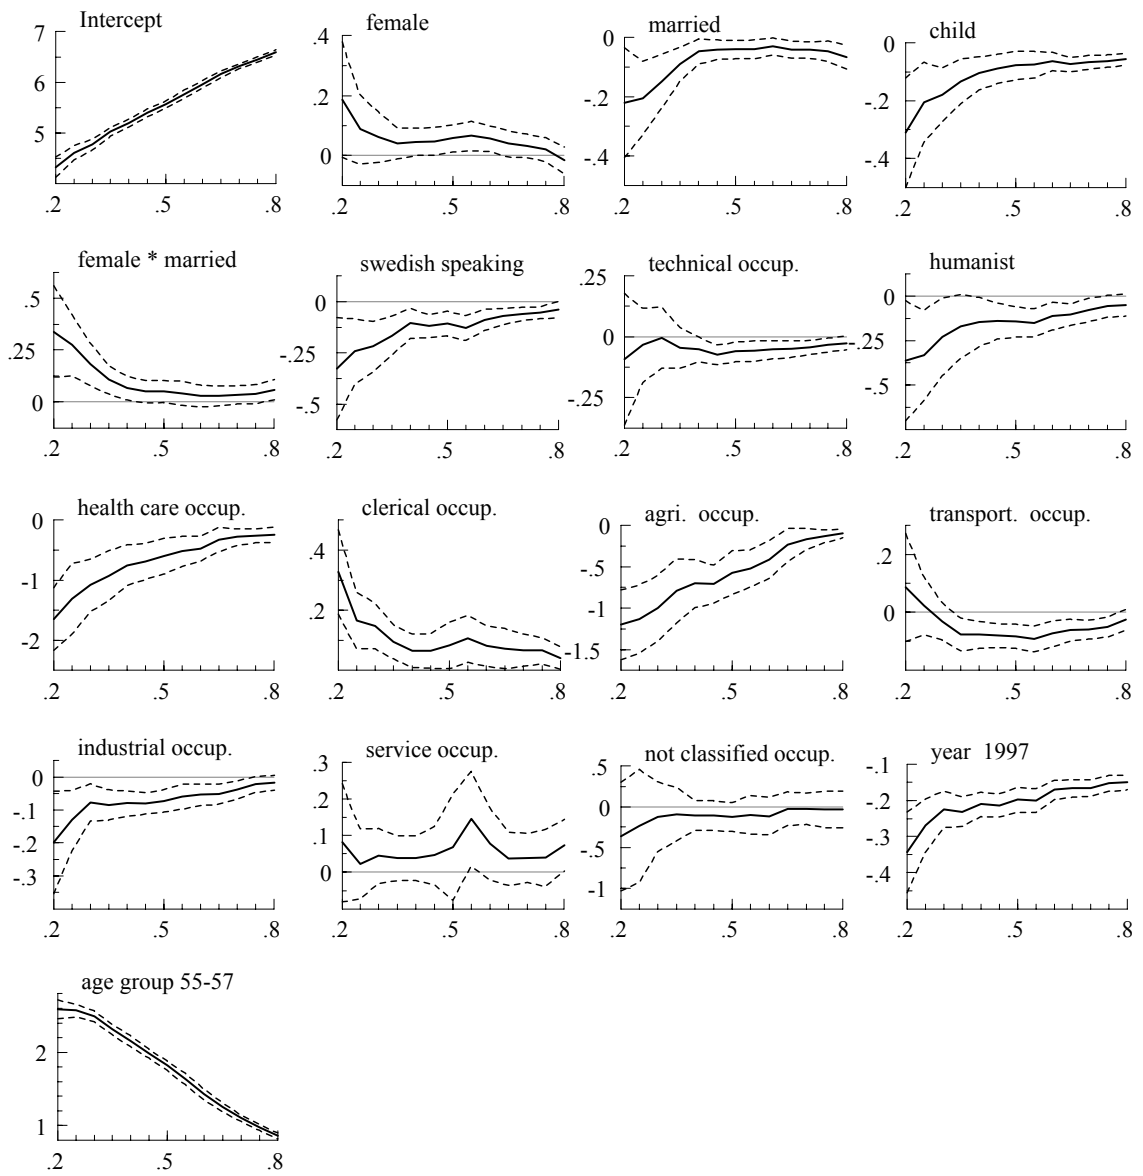 Intercept
7
6
5
.2 .5 .8
female
.4
.2
0
.2 .5 .8
married
0
-.2
-.4
.2 .5 .8
child
0
-.2
-.4
.2 .5 .8
female * married
.5
.25
0
.2 .5 .8
swedish speaking
0
-.25
-.5
.2 .5 .8
technical occup.
.25
0
-.25
.2 .5 .8
humanist
0
-.25
-.5
.2 .5 .8
health care occup.
0
-1
-2
.2 .5 .8
clerical occup.
.4
.2
.2 .5 .8
agri. occup.
0
-.5
-1
-1.5
.2 .5 .8
transport. occup.
.2
0
.2 .5 .8
industrial occup.
0
-.1
-.2
-.3
.2 .5 .8
service occup.
.3
.2
.1
0
.2 .5 .8
not classified occup.
.5
0
-.5
-1
.2 .5 .8
year 1997
-.1
-.2
-.3
-.4
.2 .5 .8
age group 55-57
2
1
.2 .5 .8